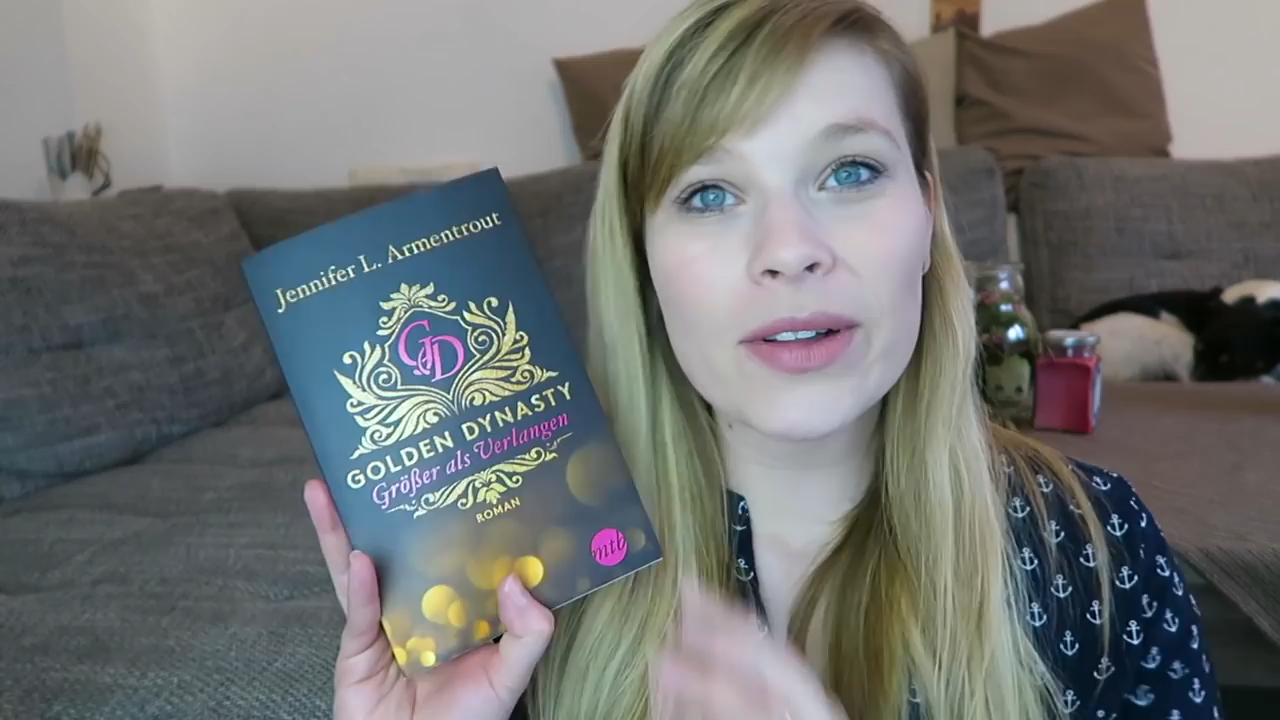 Jennifer L. Armentrout
GD
GOLDEN DYNASTY
Größer als Verlangen
ROMAN
mtb